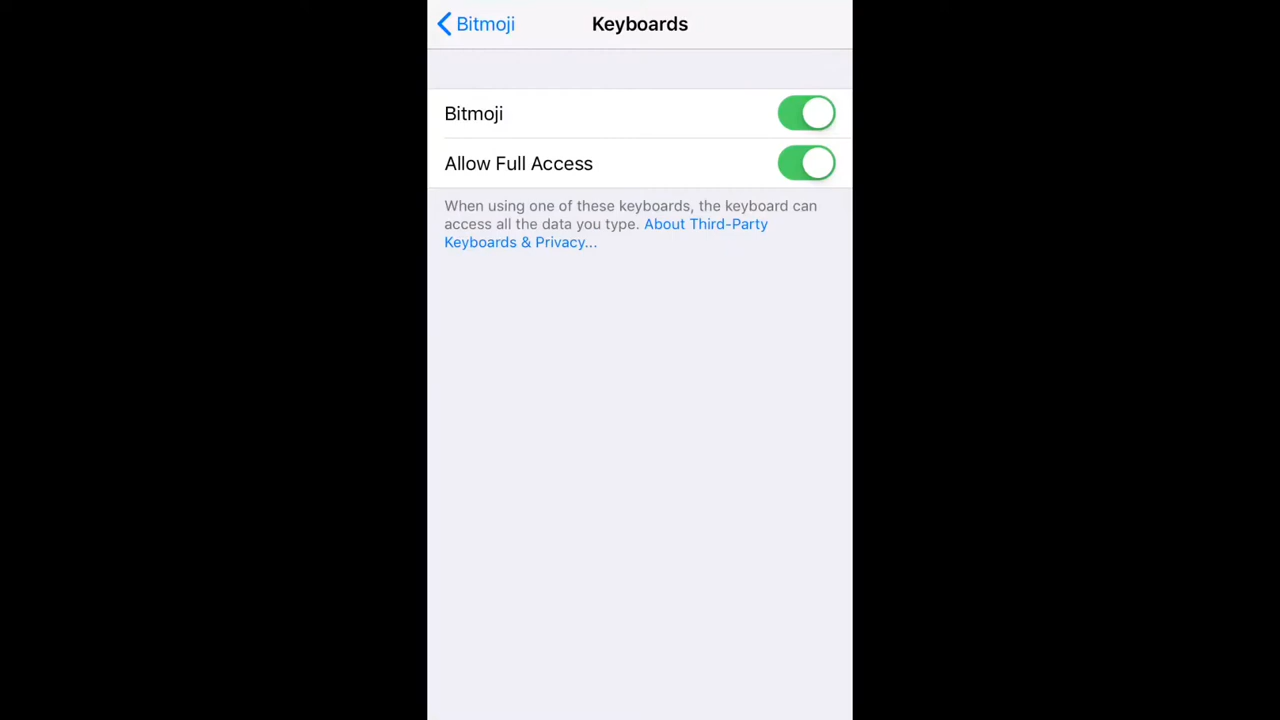 Bitmoji
Keyboards
Bitmoji
Allow Full Access
When using one of these keyboards, the keyboard can
access all the data you type. About Third-Party
Keyboards & Privacy...